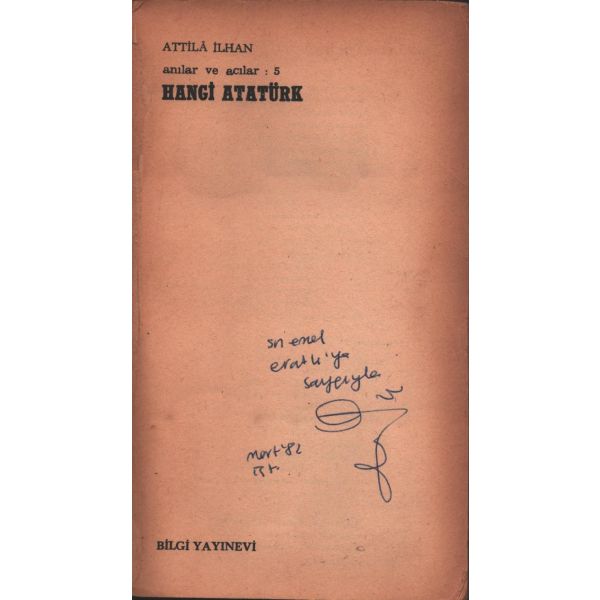 ATTİLÂ İLHAN
anılar ve acılar : 5
HANGİ ATATÜRK
sn emel
eratlı'ya
saygıyla
mart '82
ist.
BİLGİ YAYINEVİ